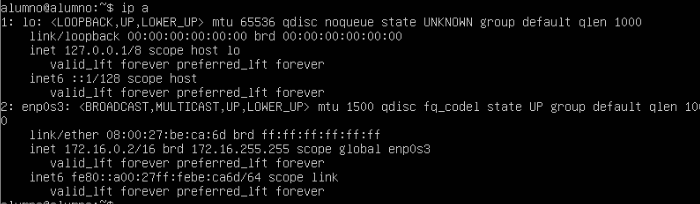 alumno@alumno:~$ ip a
1: lo: <LOOPBACK,UP,LOWER_UP> mtu 65536 qdisc noqueue state UNKNOWN group default qlen 1000
    link/loopback 00:00:00:00:00:00 brd 00:00:00:00:00:00
    inet 127.0.0.1/8 scope host lo
       valid_lft forever preferred_lft forever
    inet6 ::1/128 scope host
       valid_lft forever preferred_lft forever
2: enp0s3: <BROADCAST,MULTICAST,UP,LOWER_UP> mtu 1500 qdisc fq_codel state UP group default qlen 100
0
    link/ether 08:00:27:be:ca:6d brd ff:ff:ff:ff:ff:ff
    inet 172.16.0.2/16 brd 172.16.255.255 scope global enp0s3
       valid_lft forever preferred_lft forever
    inet6 fe80::a00:27ff:febe:ca6d/64 scope link
       valid_lft forever preferred_lft forever
alumno@alumno:~$